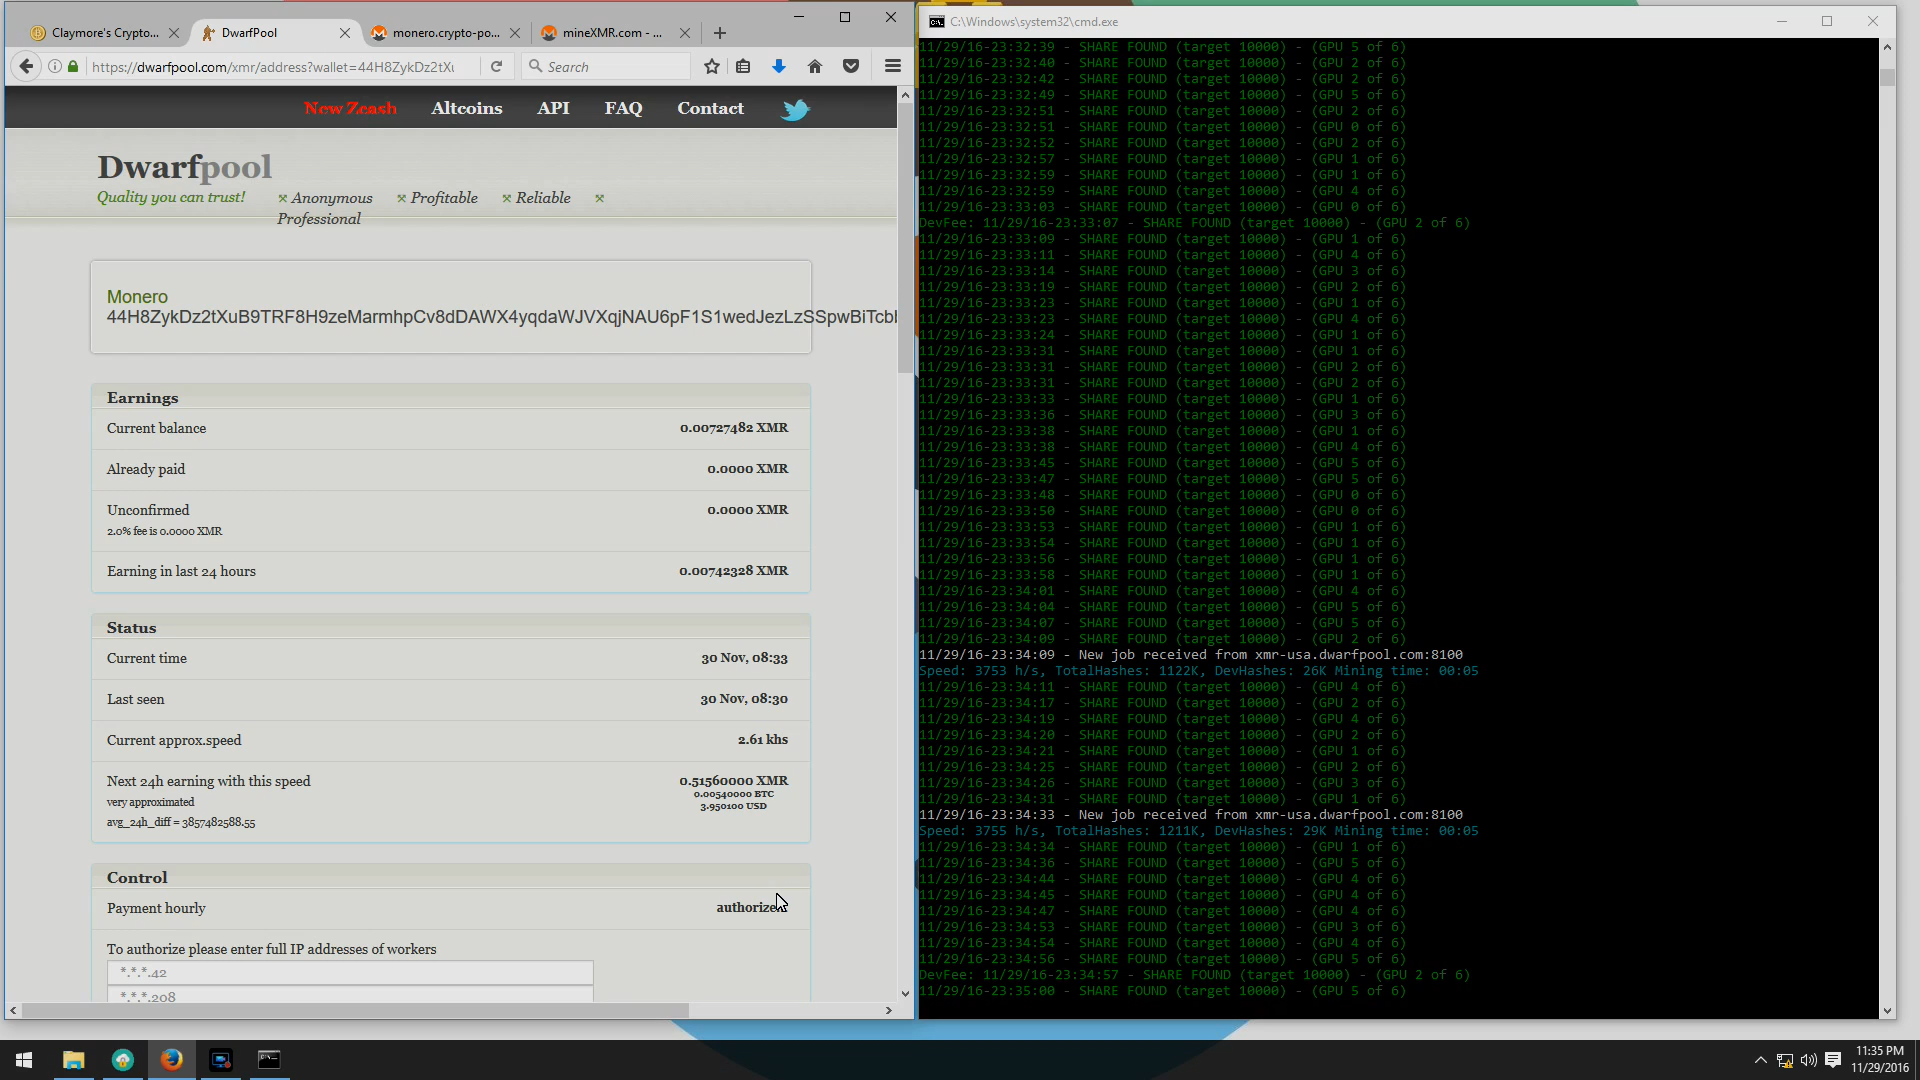 Claymore's Crypto...
DwarfPool
monero.crypto-po...
mineXMR.com - ...
https://dwarfpool.com/xmr/address?wallet=44H8ZykDz2tXu
Search
New Zcash
Altcoins
API
FAQ
Contact
Dwarfpool
Quality you can trust!
Anonymous
Profitable
Reliable
Professional
Monero
44H8ZykDz2tXuB9TRF8H9zeMarmhpCv8dDAWX4yqdaWJVXqjNAU6pF1S1wedJezLzSSpwBiTcbl
Earnings
Current balance 0.00727482 XMR
Already paid 0.0000 XMR
Unconfirmed 0.0000 XMR
2.0% fee is 0.0000 XMR
Earning in last 24 hours 0.00742328 XMR
Status
Current time 30 Nov, 08:33
Last seen 30 Nov, 08:30
Current approx.speed 2.61 khs
Next 24h earning with this speed 0.51560000 XMR
very approximated 0.00540000 BTC
3.950100 USD
avg_24h_diff = 3857482588.55
Control
Payment hourly authorized
To authorize please enter full IP addresses of workers
*.*.*.42
*.*.*.208
C:\Windows\system32\cmd.exe
11/29/16-23:32:39 - SHARE FOUND (target 10000) - (GPU 5 of 6)
11/29/16-23:32:40 - SHARE FOUND (target 10000) - (GPU 2 of 6)
11/29/16-23:32:42 - SHARE FOUND (target 10000) - (GPU 2 of 6)
11/29/16-23:32:49 - SHARE FOUND (target 10000) - (GPU 5 of 6)
11/29/16-23:32:51 - SHARE FOUND (target 10000) - (GPU 2 of 6)
11/29/16-23:32:51 - SHARE FOUND (target 10000) - (GPU 0 of 6)
11/29/16-23:32:52 - SHARE FOUND (target 10000) - (GPU 2 of 6)
11/29/16-23:32:57 - SHARE FOUND (target 10000) - (GPU 1 of 6)
11/29/16-23:32:59 - SHARE FOUND (target 10000) - (GPU 1 of 6)
11/29/16-23:32:59 - SHARE FOUND (target 10000) - (GPU 4 of 6)
11/29/16-23:33:03 - SHARE FOUND (target 10000) - (GPU 0 of 6)
DevFee: 11/29/16-23:33:07 - SHARE FOUND (target 10000) - (GPU 2 of 6)
11/29/16-23:33:09 - SHARE FOUND (target 10000) - (GPU 1 of 6)
11/29/16-23:33:11 - SHARE FOUND (target 10000) - (GPU 4 of 6)
11/29/16-23:33:14 - SHARE FOUND (target 10000) - (GPU 3 of 6)
11/29/16-23:33:19 - SHARE FOUND (target 10000) - (GPU 2 of 6)
11/29/16-23:33:23 - SHARE FOUND (target 10000) - (GPU 1 of 6)
11/29/16-23:33:23 - SHARE FOUND (target 10000) - (GPU 4 of 6)
11/29/16-23:33:24 - SHARE FOUND (target 10000) - (GPU 1 of 6)
11/29/16-23:33:31 - SHARE FOUND (target 10000) - (GPU 1 of 6)
11/29/16-23:33:31 - SHARE FOUND (target 10000) - (GPU 2 of 6)
11/29/16-23:33:31 - SHARE FOUND (target 10000) - (GPU 2 of 6)
11/29/16-23:33:33 - SHARE FOUND (target 10000) - (GPU 1 of 6)
11/29/16-23:33:36 - SHARE FOUND (target 10000) - (GPU 3 of 6)
11/29/16-23:33:38 - SHARE FOUND (target 10000) - (GPU 1 of 6)
11/29/16-23:33:38 - SHARE FOUND (target 10000) - (GPU 4 of 6)
11/29/16-23:33:45 - SHARE FOUND (target 10000) - (GPU 5 of 6)
11/29/16-23:33:47 - SHARE FOUND (target 10000) - (GPU 5 of 6)
11/29/16-23:33:48 - SHARE FOUND (target 10000) - (GPU 0 of 6)
11/29/16-23:33:50 - SHARE FOUND (target 10000) - (GPU 0 of 6)
11/29/16-23:33:53 - SHARE FOUND (target 10000) - (GPU 1 of 6)
11/29/16-23:33:54 - SHARE FOUND (target 10000) - (GPU 1 of 6)
11/29/16-23:33:56 - SHARE FOUND (target 10000) - (GPU 1 of 6)
11/29/16-23:33:58 - SHARE FOUND (target 10000) - (GPU 1 of 6)
11/29/16-23:34:01 - SHARE FOUND (target 10000) - (GPU 4 of 6)
11/29/16-23:34:04 - SHARE FOUND (target 10000) - (GPU 5 of 6)
11/29/16-23:34:07 - SHARE FOUND (target 10000) - (GPU 5 of 6)
11/29/16-23:34:09 - SHARE FOUND (target 10000) - (GPU 2 of 6)
11/29/16-23:34:09 - New job received from xmr-usa.dwarfpool.com:8100
Speed: 3753 h/s, TotalHashes: 1122K, DevHashes: 26K Mining time: 00:05
11/29/16-23:34:11 - SHARE FOUND (target 10000) - (GPU 4 of 6)
11/29/16-23:34:17 - SHARE FOUND (target 10000) - (GPU 2 of 6)
11/29/16-23:34:19 - SHARE FOUND (target 10000) - (GPU 4 of 6)
11/29/16-23:34:20 - SHARE FOUND (target 10000) - (GPU 2 of 6)
11/29/16-23:34:21 - SHARE FOUND (target 10000) - (GPU 1 of 6)
11/29/16-23:34:25 - SHARE FOUND (target 10000) - (GPU 2 of 6)
11/29/16-23:34:26 - SHARE FOUND (target 10000) - (GPU 3 of 6)
11/29/16-23:34:31 - SHARE FOUND (target 10000) - (GPU 1 of 6)
11/29/16-23:34:33 - New job received from xmr-usa.dwarfpool.com:8100
Speed: 3755 h/s, TotalHashes: 1211K, DevHashes: 29K Mining time: 00:05
11/29/16-23:34:34 - SHARE FOUND (target 10000) - (GPU 1 of 6)
11/29/16-23:34:36 - SHARE FOUND (target 10000) - (GPU 5 of 6)
11/29/16-23:34:44 - SHARE FOUND (target 10000) - (GPU 4 of 6)
11/29/16-23:34:45 - SHARE FOUND (target 10000) - (GPU 4 of 6)
11/29/16-23:34:47 - SHARE FOUND (target 10000) - (GPU 4 of 6)
11/29/16-23:34:53 - SHARE FOUND (target 10000) - (GPU 3 of 6)
11/29/16-23:34:54 - SHARE FOUND (target 10000) - (GPU 4 of 6)
11/29/16-23:34:56 - SHARE FOUND (target 10000) - (GPU 5 of 6)
DevFee: 11/29/16-23:34:57 - SHARE FOUND (target 10000) - (GPU 2 of 6)
11/29/16-23:35:00 - SHARE FOUND (target 10000) - (GPU 5 of 6)
11:35 PM
11/29/2016